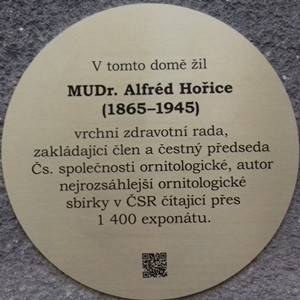 V tomto domě žil
MUDr. Alfréd Hořice
(1865–1945)
vrchní zdravotní rada,
zakládající člen a čestný předseda
Čs. společnosti ornitologické, autor
nejrozsáhlejší ornitologické
sbírky v ČSR čítající přes
1 400 exponátu.